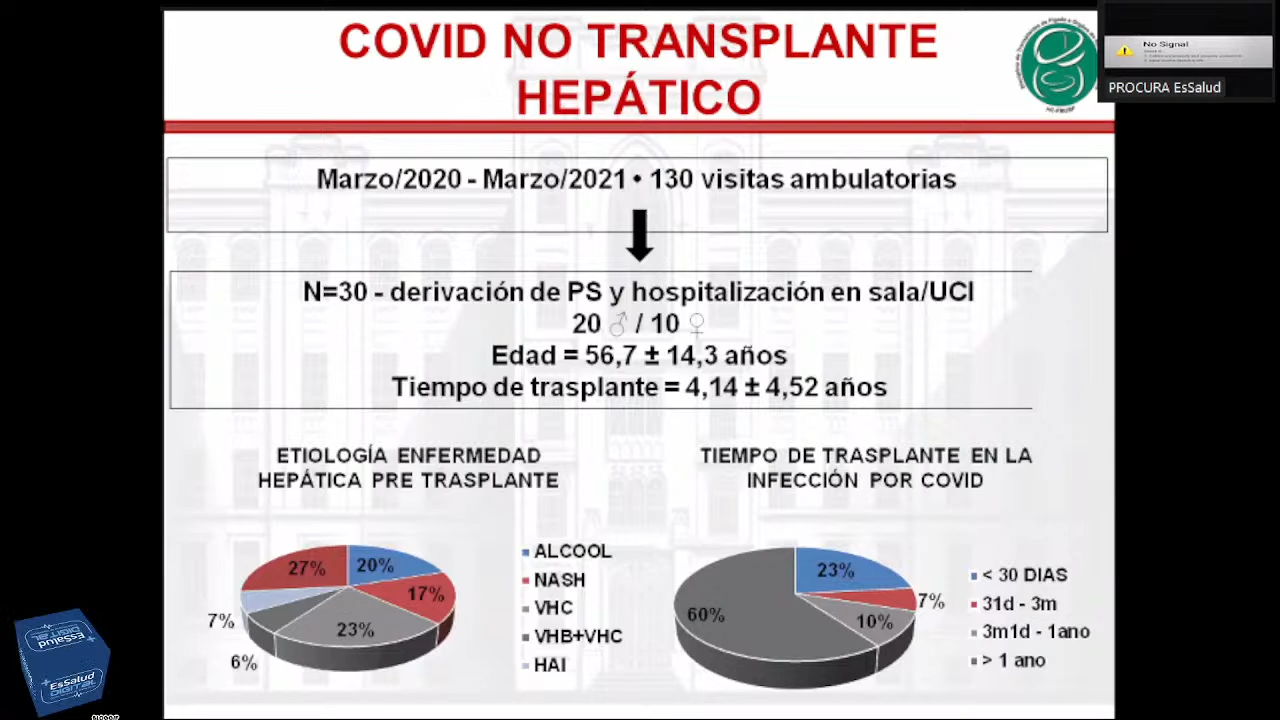 COVID NO TRANSPLANTE
HEPÁTICO
No Signal
PROCURA EsSalud
Marzo/2020 - Marzo/2021 • 130 visitas ambulatorias
N=30 - derivación de PS y hospitalización en sala/UCI
20 ♂ / 10 ♀
Edad = 56,7 ± 14,3 años
Tiempo de trasplante = 4,14 ± 4,52 años
ETIOLOGÍA ENFERMEDAD
HEPÁTICA PRE TRASPLANTE
27%
20%
17%
23%
6%
7%
ALCOOL
NASH
VHC
VHB+VHC
HAI
TIEMPO DE TRASPLANTE EN LA
INFECCIÓN POR COVID
23%
7%
10%
60%
< 30 DIAS
31d - 3m
3m1d - 1ano
> 1 ano
EsSalud
DIGITAL
EsSalud
DIGITAL